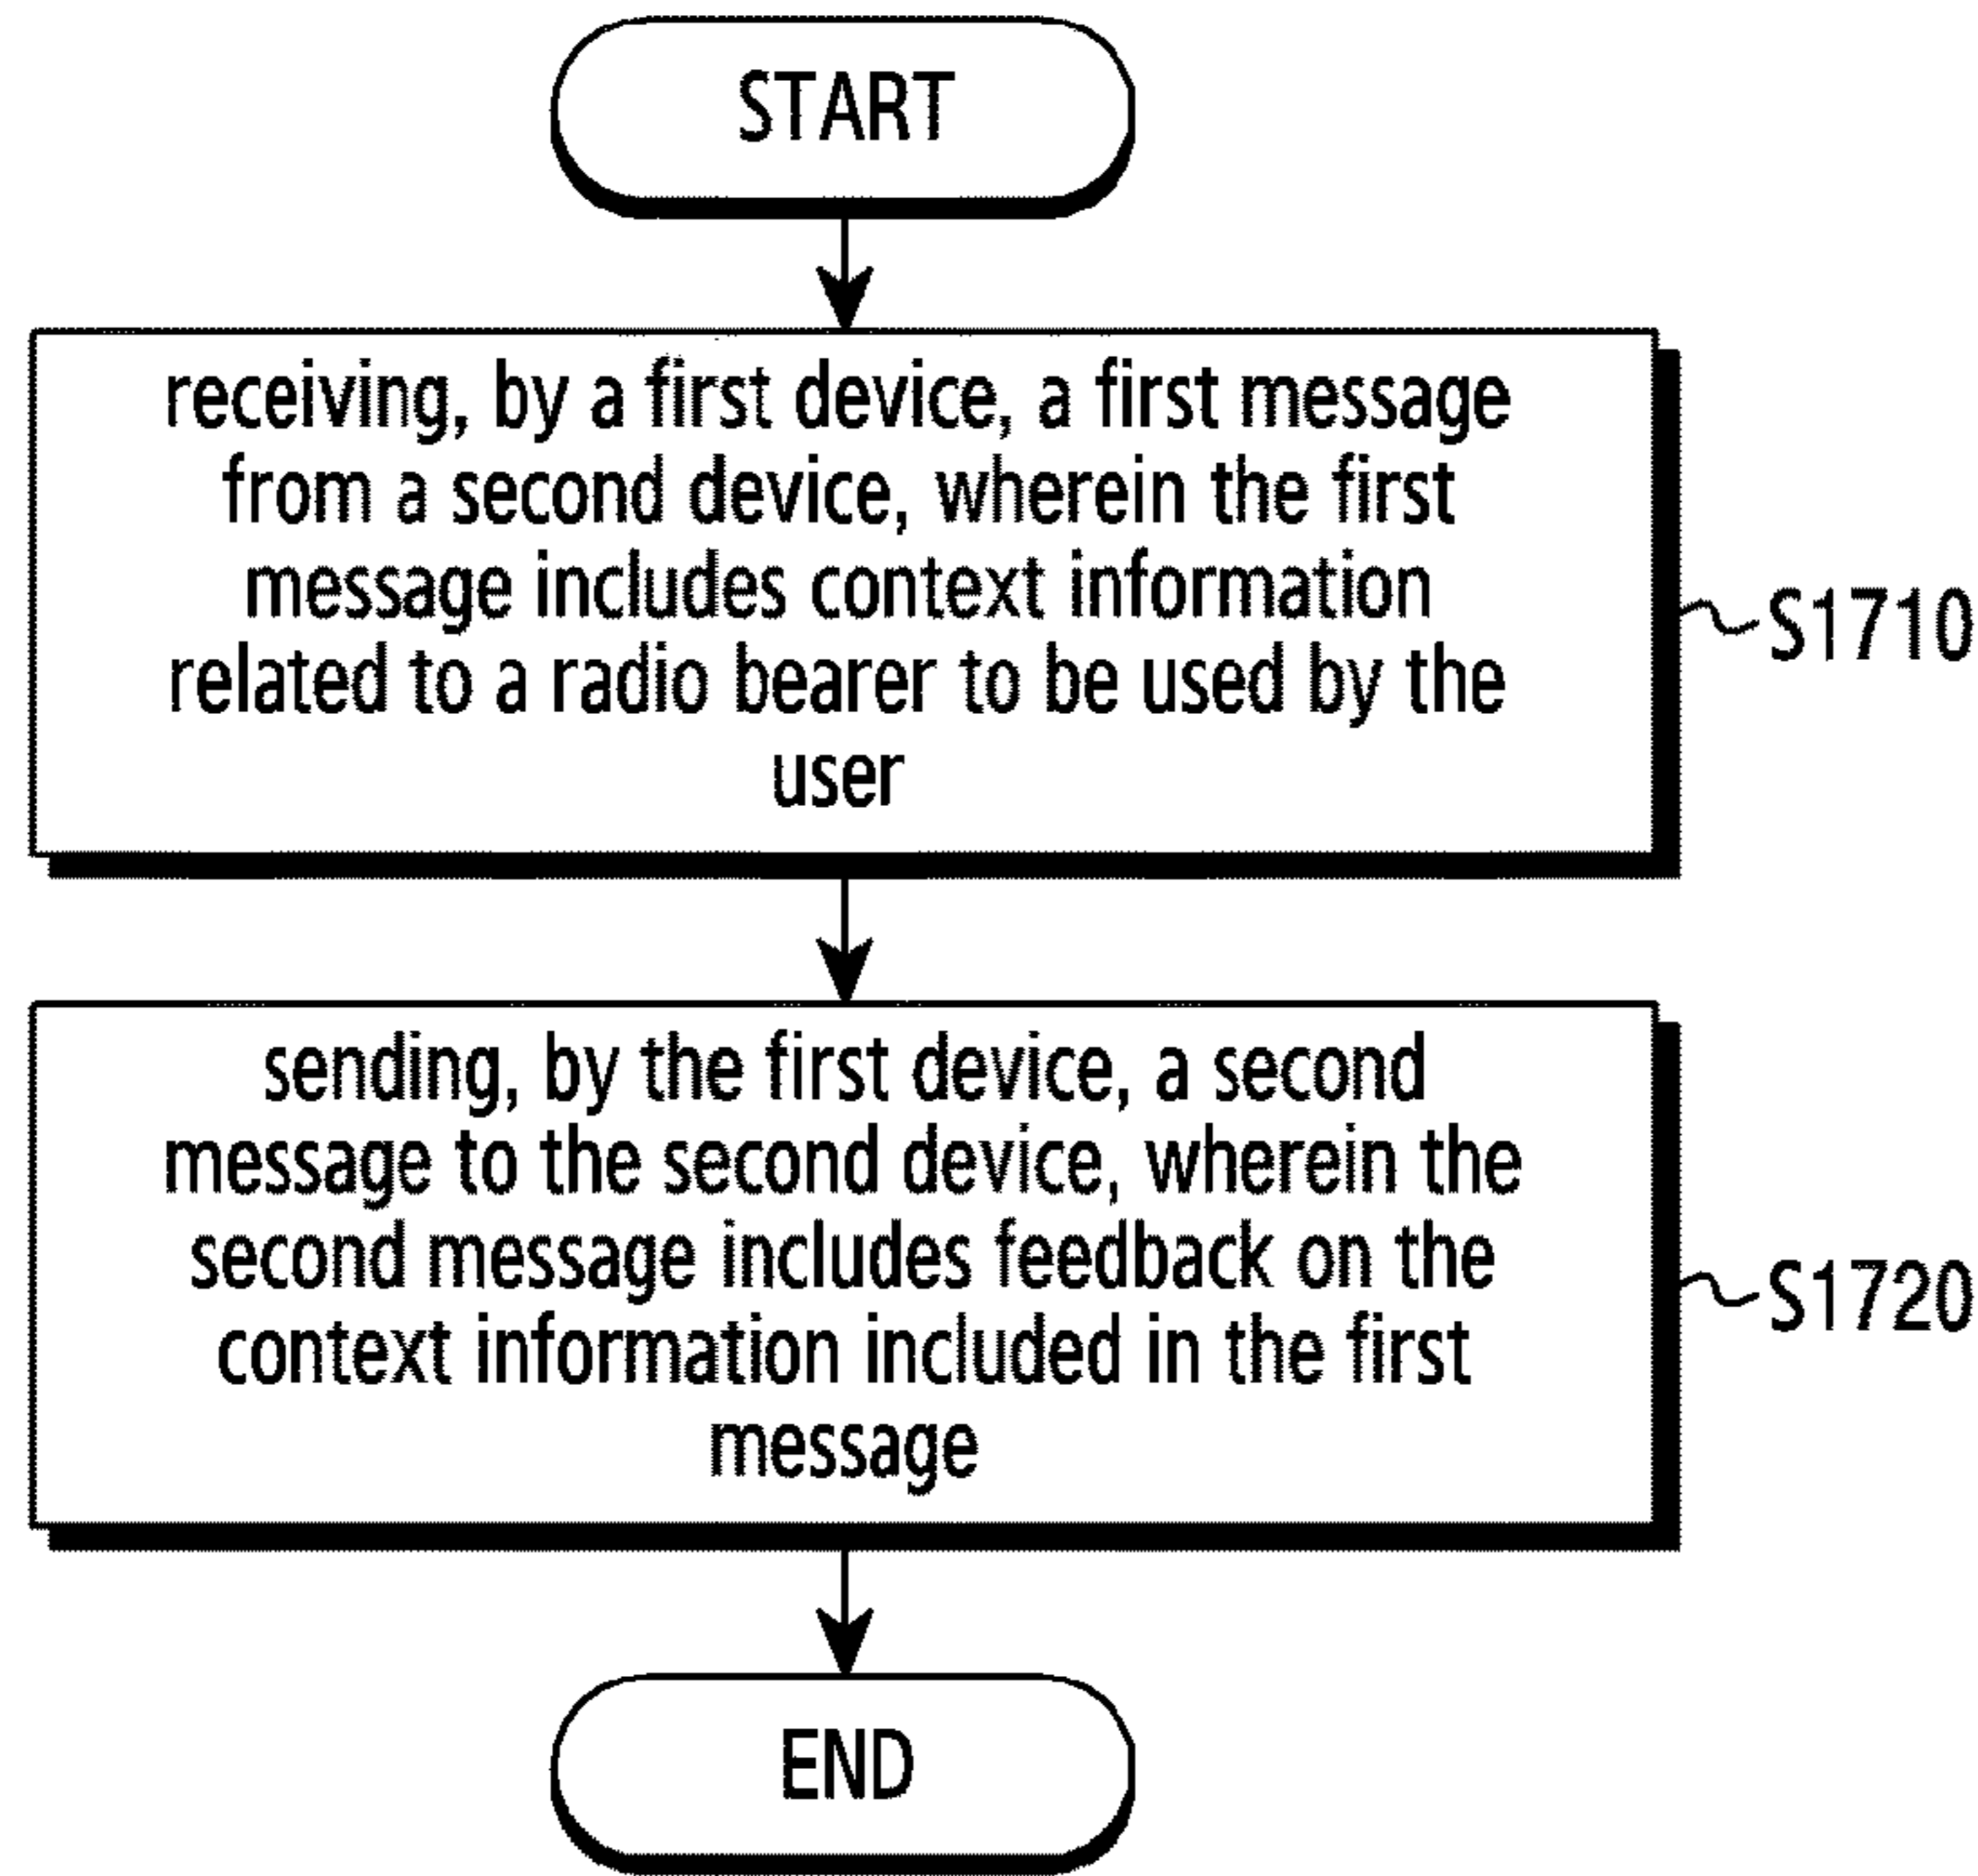 START
receiving, by a first device, a first message
from a second device, wherein the first
message includes context information
related to a radio bearer to be used by the
user
S1710
sending, by the first device, a second
message to the second device, wherein the
second message includes feedback on the
context information included in the first
message
S1720
END